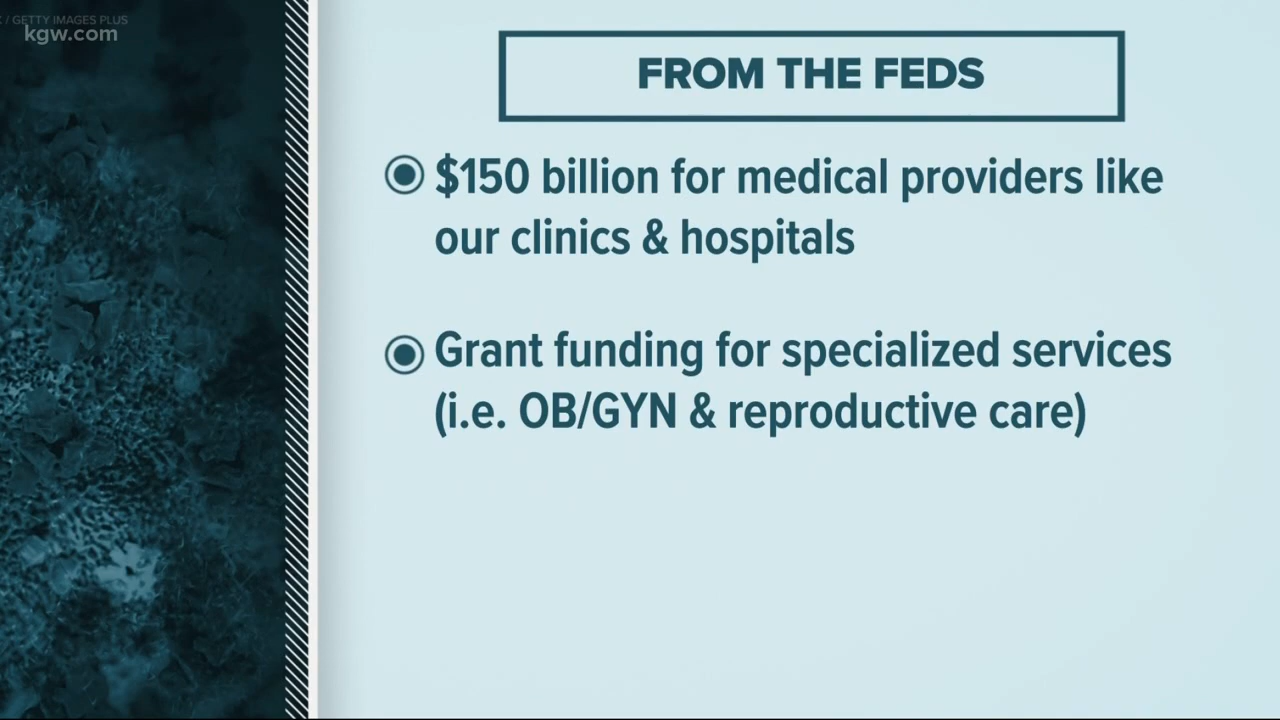 / GETTY IMAGES PLUS
kgw.com
FROM THE FEDS
$150 billion for medical providers like
our clinics & hospitals
Grant funding for specialized services
(i.e. OB/GYN & reproductive care)